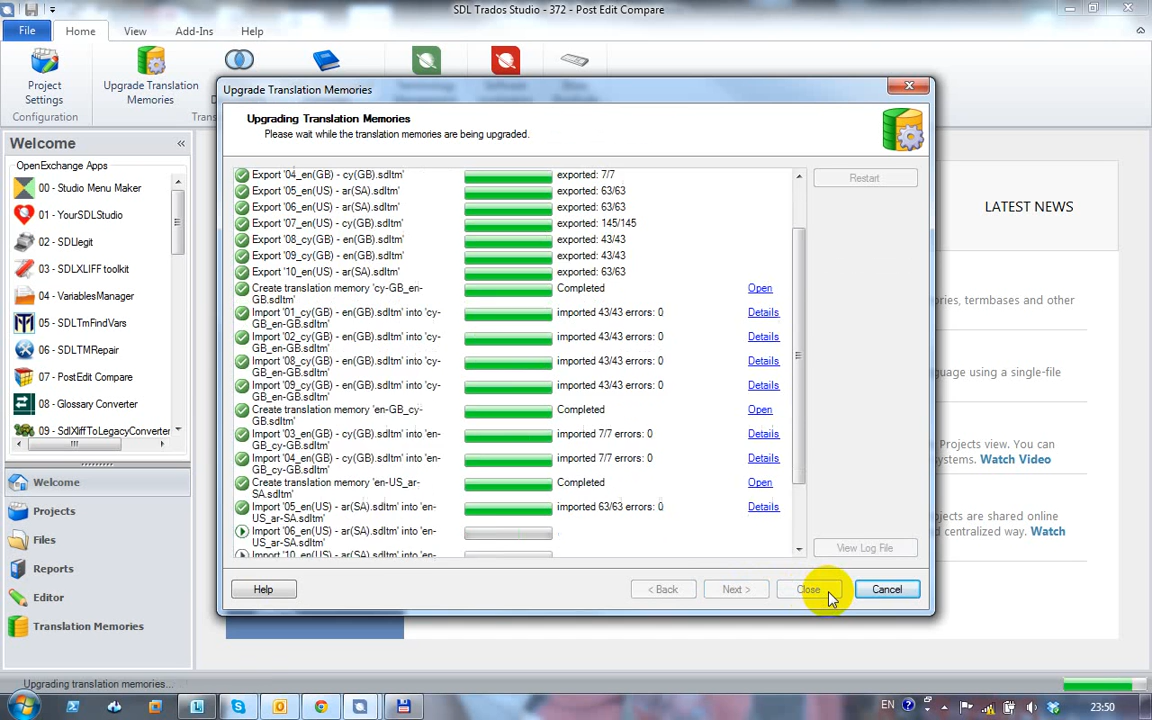 SDL Trados Studio - 372 - Post Edit Compare
File
Home
View
Add-Ins
Help
Project
Settings
Upgrade Translation
Memories
Configuration
Upgrade Translation Memories
Upgrading Translation Memories
Please wait while the translation memories are being upgraded.
Welcome
OpenExchange Apps
00 - Studio Menu Maker
01 - YourSDLStudio
02 - SDLlegit
03 - SDLXLIFF toolkit
04 - VariablesManager
05 - SDLTmFindVars
06 - SDLTMRepair
07 - PostEdit Compare
08 - Glossary Converter
09 - SdlXliffToLegacyConverter
Welcome
Projects
Files
Reports
Editor
Translation Memories
Export '04_en(GB) - cy(GB).sdltm' exported: 7/7
Export '05_en(US) - ar(SA).sdltm' exported: 63/63
Export '06_en(US) - ar(SA).sdltm' exported: 63/63
Export '07_en(US) - cy(GB).sdltm' exported: 145/145
Export '08_cy(GB) - en(GB).sdltm' exported: 43/43
Export '09_cy(GB) - en(GB).sdltm' exported: 43/43
Export '10_en(US) - ar(SA).sdltm' exported: 63/63
Create translation memory 'cy-GB_en- Completed Open
GB.sdltm'
Import '01_cy(GB) - en(GB).sdltm' into 'cy- imported 43/43 errors: 0 Details
GB_en-GB.sdltm'
Import '02_cy(GB) - en(GB).sdltm' into 'cy- imported 43/43 errors: 0 Details
GB_en-GB.sdltm'
Import '08_cy(GB) - en(GB).sdltm' into 'cy- imported 43/43 errors: 0 Details
GB_en-GB.sdltm'
Import '09_cy(GB) - en(GB).sdltm' into 'cy- imported 43/43 errors: 0 Details
GB_en-GB.sdltm'
Create translation memory 'en-GB_cy- Completed Open
GB.sdltm'
Import '03_en(GB) - cy(GB).sdltm' into 'en- imported 7/7 errors: 0 Details
GB_cy-GB.sdltm'
Import '04_en(GB) - cy(GB).sdltm' into 'en- imported 7/7 errors: 0 Details
GB_cy-GB.sdltm'
Create translation memory 'en-US_ar- Completed Open
SA.sdltm'
Import '05_en(US) - ar(SA).sdltm' into 'en- imported 63/63 errors: 0 Details
US_ar-SA.sdltm'
Import '06_en(US) - ar(SA).sdltm' into 'en-
US_ar-SA.sdltm'
Import '10_en(US) - ar(SA).sdltm' into 'en-
Restart
View Log File
Help
< Back
Next >
Close
Cancel
LATEST NEWS
ries, termbases and other
guage using a single-file
Projects view. You can
systems. Watch Video
ojects are shared online
d centralized way. Watch
Upgrading translation memories...
EN
23:50